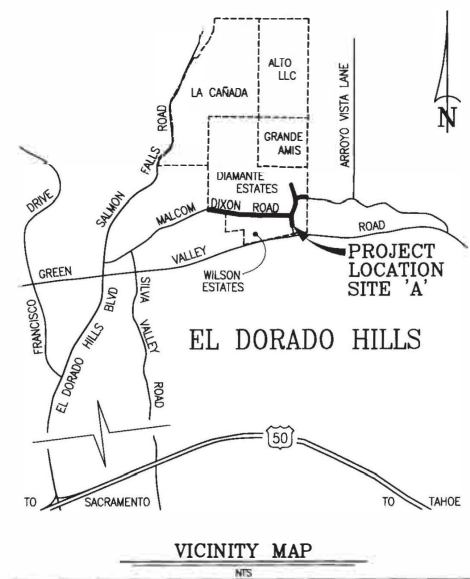 ALTO
LLC
LA CAÑADA
N
ARROYO VISTA LANE
SALMON FALLS ROAD
GRANDE
AMIS
DRIVE
FRANCISCO
DIAMANTE
ESTATES
MALCOM DIXON ROAD
GREEN VALLEY ROAD
PROJECT
LOCATION
SITE 'A'
WILSON
ESTATES
EL DORADO HILLS BLVD
SILVA VALLEY ROAD
EL DORADO HILLS
50
TO SACRAMENTO
TO TAHOE
VICINITY MAP
NTS